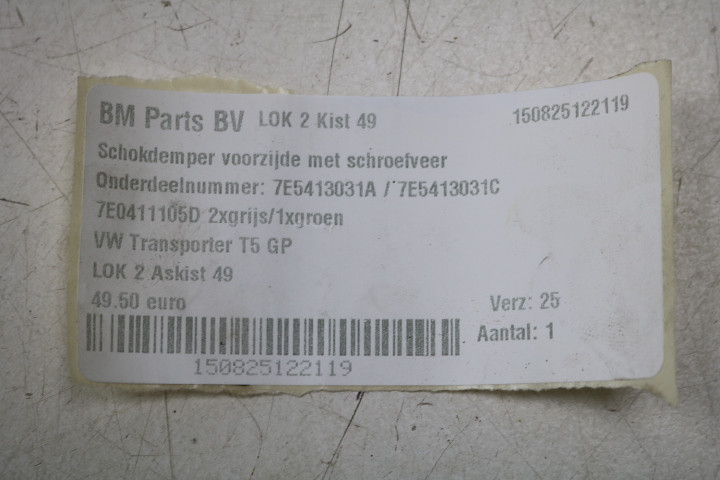 BM Parts BV LOK 2 Kist 49 150825122119
Schokdemper voorzijde met schroefveer
Onderdeelnummer: 7E5413031A / 7E5413031C
7E0411105D 2xgrijs/1xgroen
VW Transporter T5 GP
LOK 2 Askist 49
49.50 euro Verz: 25
Aantal: 1
150825122119